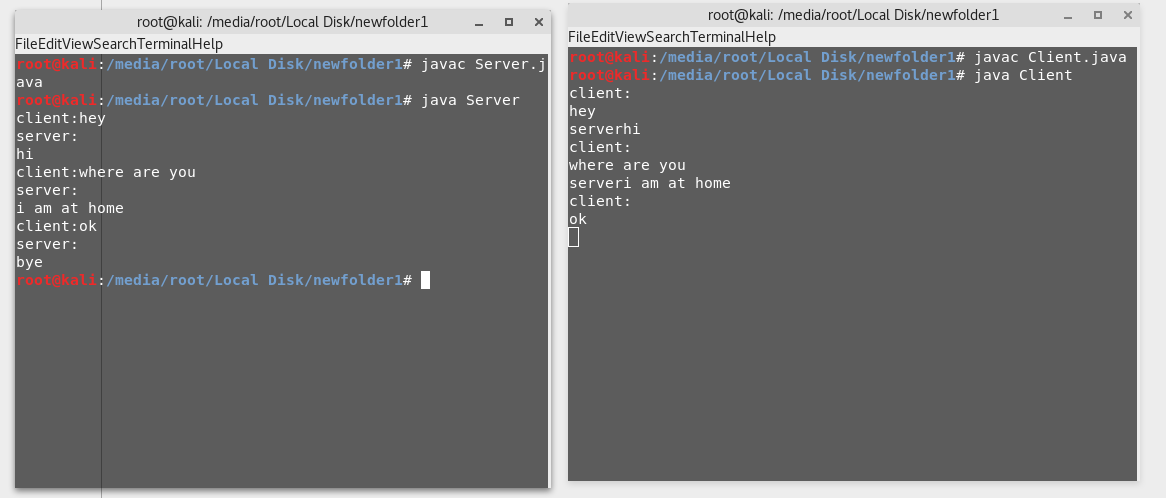 root@kali: /media/root/Local Disk/newfolder1
FileEditViewSearchTerminalHelp
root@kali:/media/root/Local Disk/newfolder1# javac Server.j
ava
root@kali:/media/root/Local Disk/newfolder1# java Server
client:hey
server:
hi
client:where are you
server:
i am at home
client:ok
server:
bye
root@kali:/media/root/Local Disk/newfolder1#
root@kali: /media/root/Local Disk/newfolder1
FileEditViewSearchTerminalHelp
root@kali:/media/root/Local Disk/newfolder1# javac Client.java
root@kali:/media/root/Local Disk/newfolder1# java Client
client:
hey
serverhi
client:
where are you
serveri am at home
client:
ok